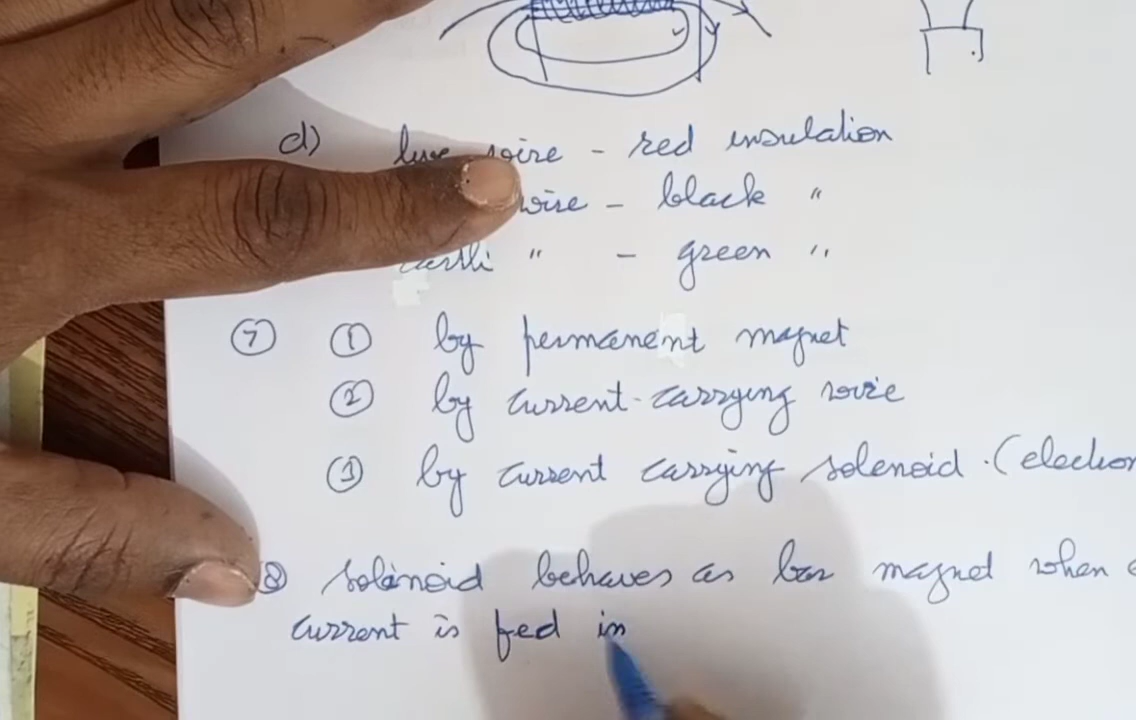 d) live wire - red insulation
wire - black "
earth " - green "
⑦ ① by permanent magnet
② by current-carrying wire
③ by current carrying solenoid. (electro
⑧ solenoid behaves as bar magnet when
current is fed in